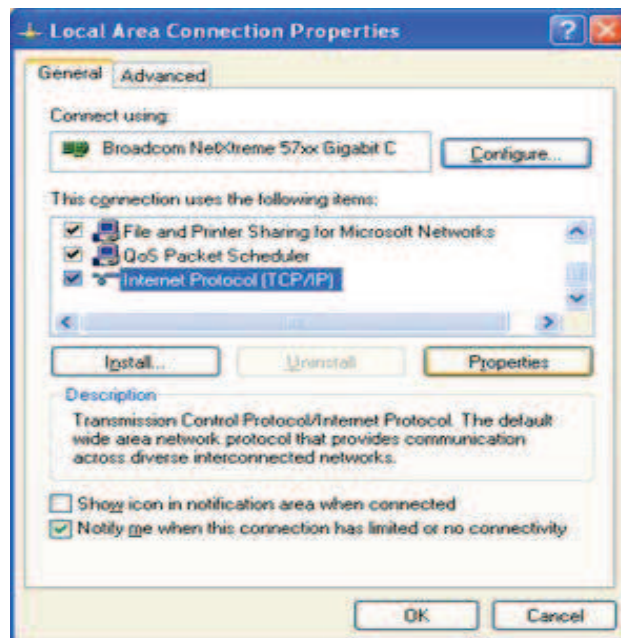 Local Area Connection Properties
General
Advanced
Connect using:
Broadcom NetXtreme 57xx Gigabit C
Configure...
This connection uses the following items:
File and Printer Sharing for Microsoft Networks
QoS Packet Scheduler
Internet Protocol (TCP/IP)
Install...
Uninstall
Properties
Description
Transmission Control Protocol/Internet Protocol. The default
wide area network protocol that provides communication
across diverse interconnected networks.
Show icon in notification area when connected
Notify me when this connection has limited or no connectivity
OK
Cancel